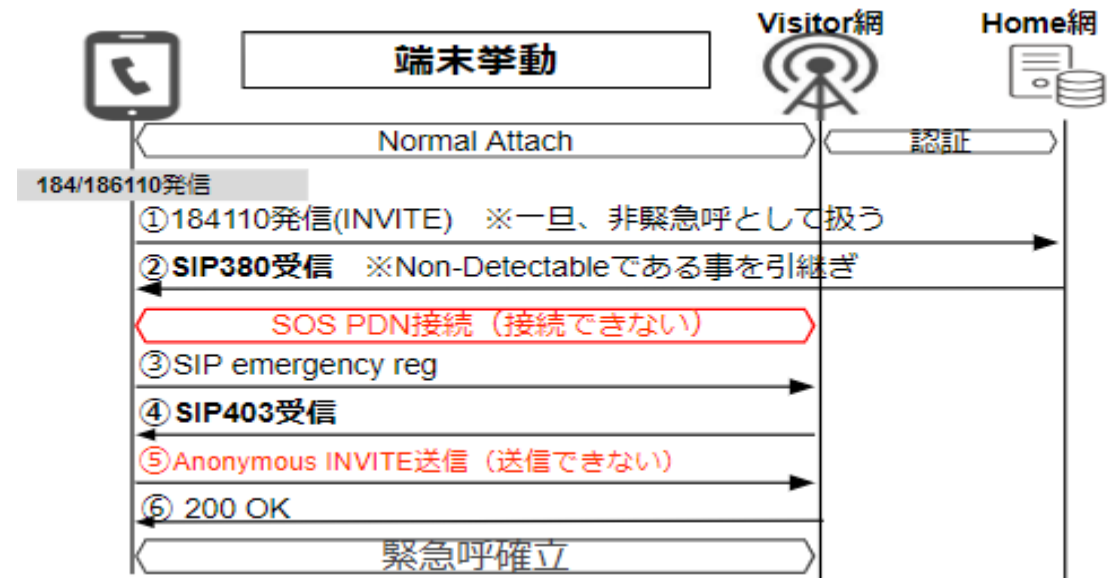 Visitor網
Home網
端末挙動
Normal Attach
認証
184/186110発信
①184110発信(INVITE) ※一旦、非緊急呼として扱う
②SIP380受信 ※Non-Detectableである事を引継ぎ
SOS PDN接続（接続できない）
③SIP emergency reg
④SIP403受信
⑤Anonymous INVITE送信（送信できない）
⑥ 200 OK
緊急呼確立